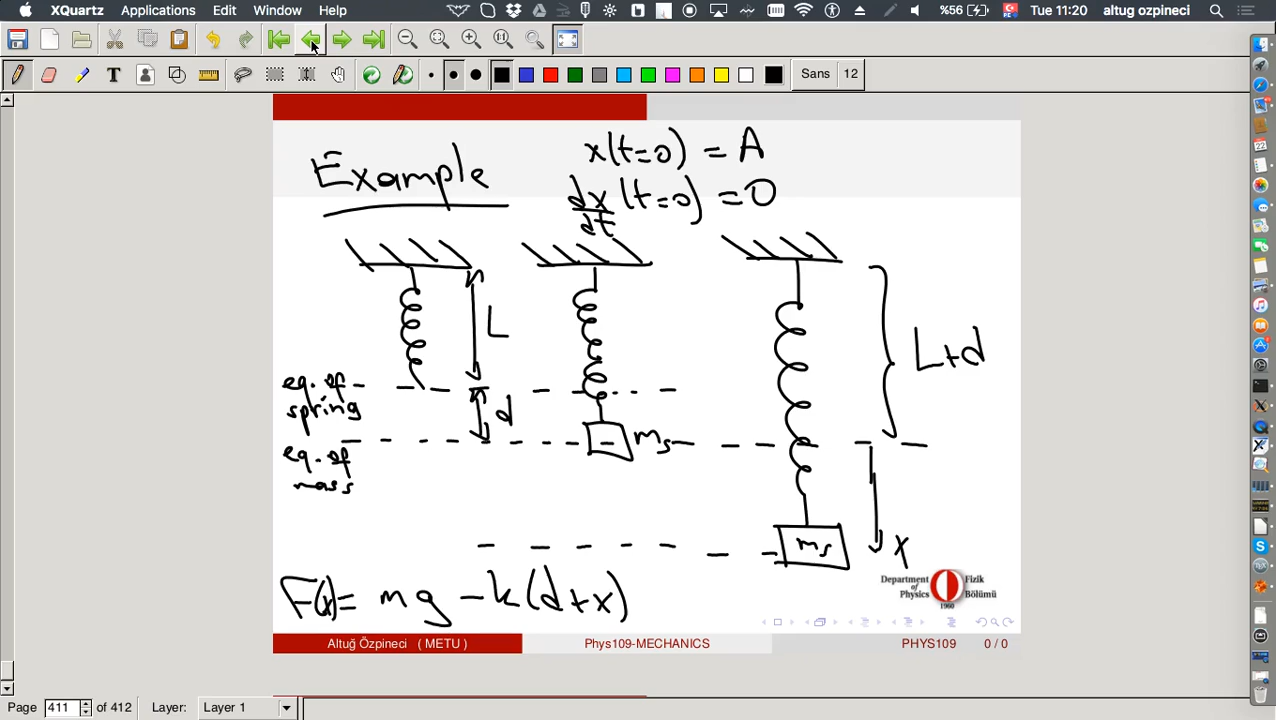 XQuartz Applications Edit Window Help %56 Tue 11:20 altug ozpineci
Sans 12
Example
x(t=0) = A
dx/dt (t=0) = 0
L
L+d
eq. of spring
d
ms
eq. of mass
ms
x
F(x)= mg -k(d+x)
Department of Physics
Fizik Bölümü
1960
Altuğ Özpineci ( METU ) Phys109-MECHANICS PHYS109 0 / 0
Page 411 of 412 Layer: Layer 1